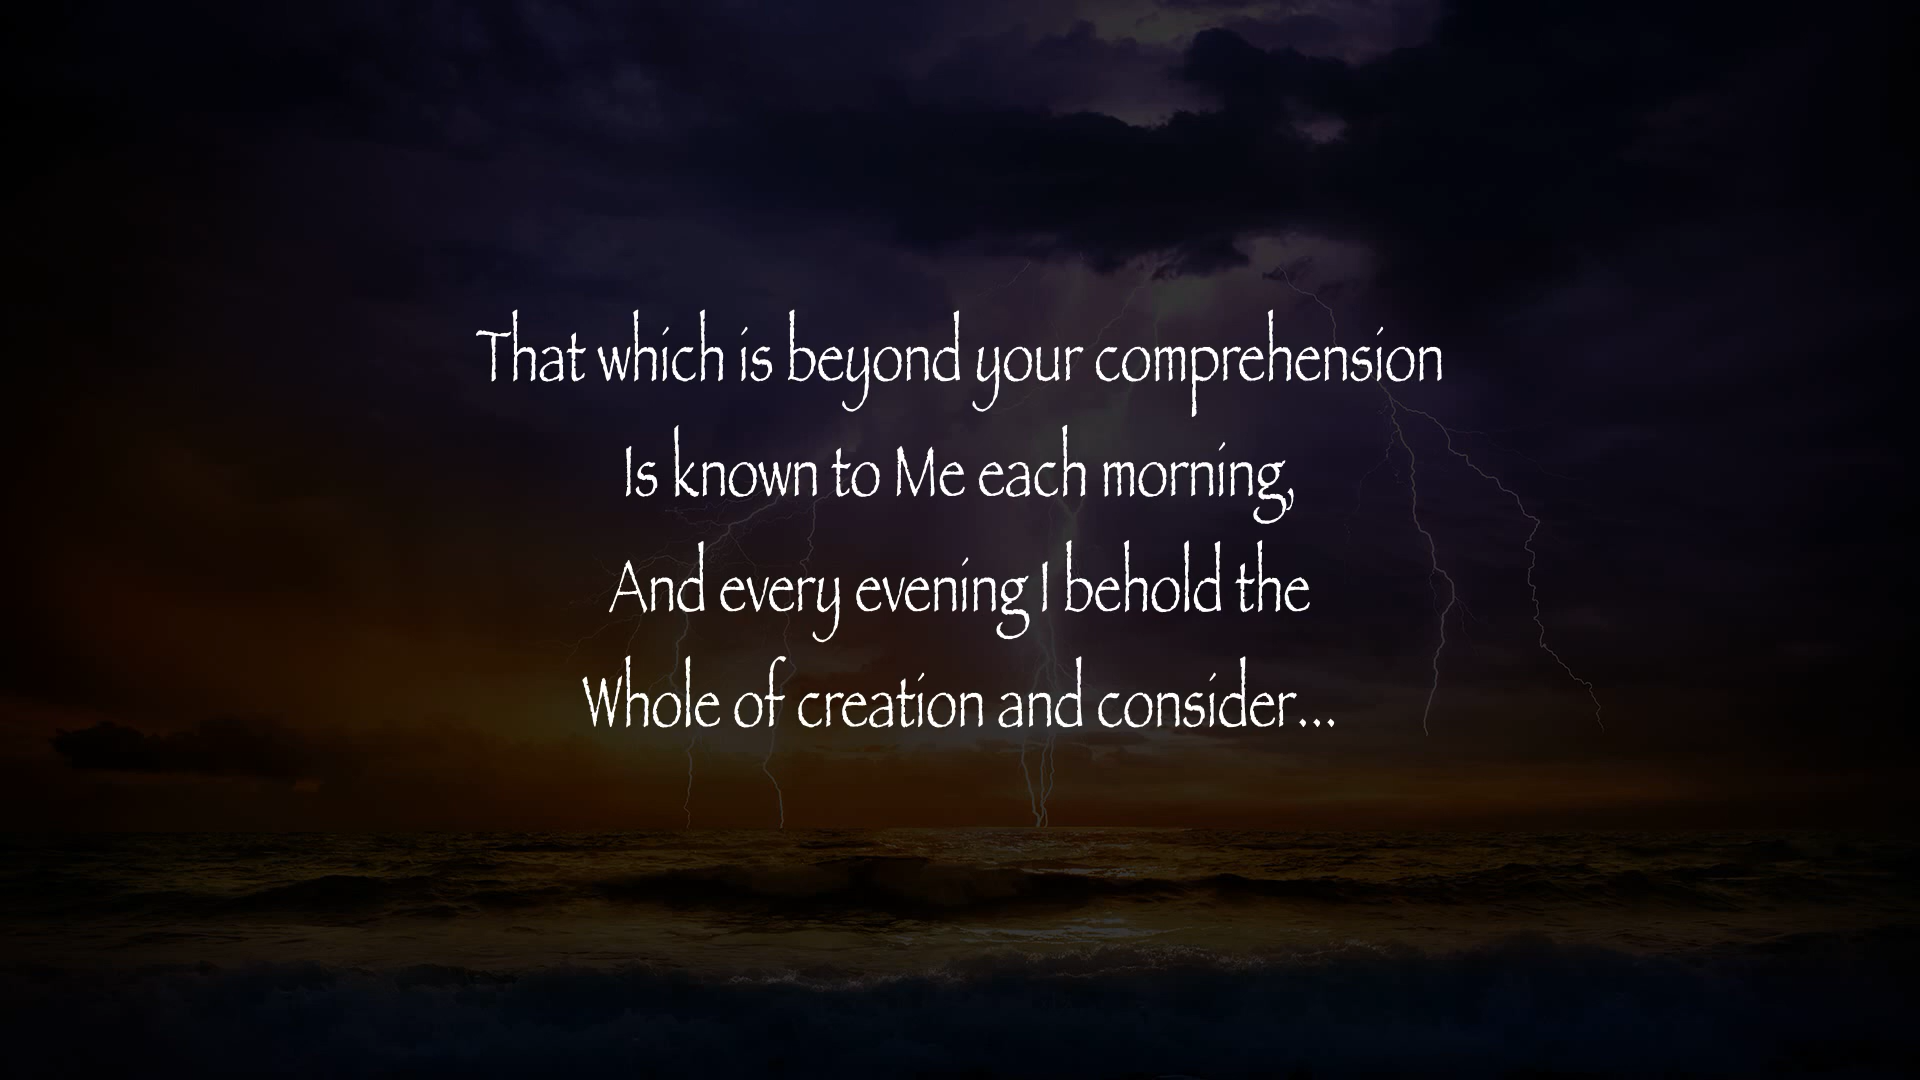 That which is beyond your comprehension
Is known to Me each morning,
And every evening I behold the
Whole of creation and consider...